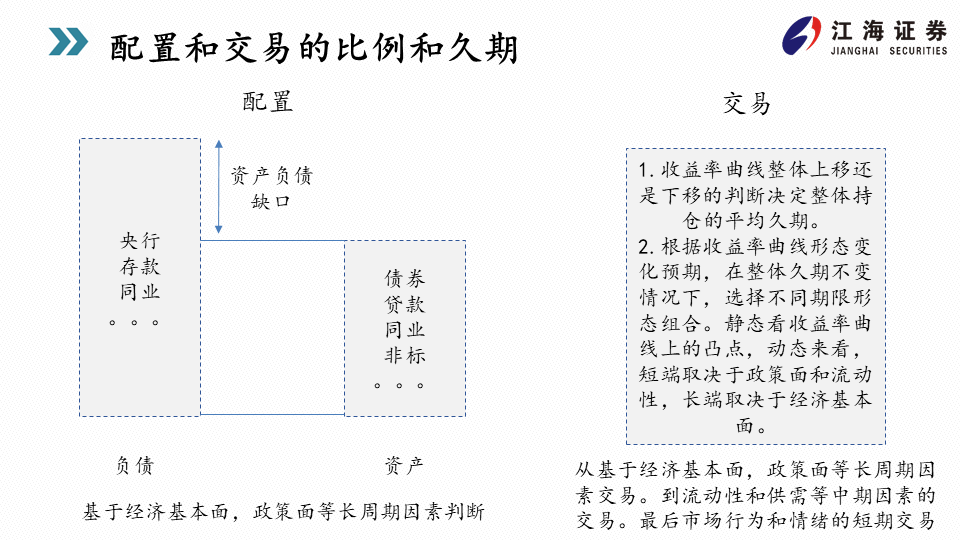 配置和交易的比例和久期
江海证券
JIANGHAI SECURITIES
配置
资产负债
缺口
央行
存款
同业
。。。
债券
贷款
同业
非标
。。。
负债
资产
基于经济基本面，政策面等长周期因素判断
交易
1.收益率曲线整体上移还
是下移的判断决定整体持
仓的平均久期。
2.根据收益率曲线形态变
化预期，在整体久期不变
情况下，选择不同期限形
态组合。静态看收益率曲
线上的凸点，动态来看，
短端取决于政策面和流动
性，长端取决于经济基本
面。
从基于经济基本面，政策面等长周期因
素交易。到流动性和供需等中期因素的
交易。最后市场行为和情绪的短期交易